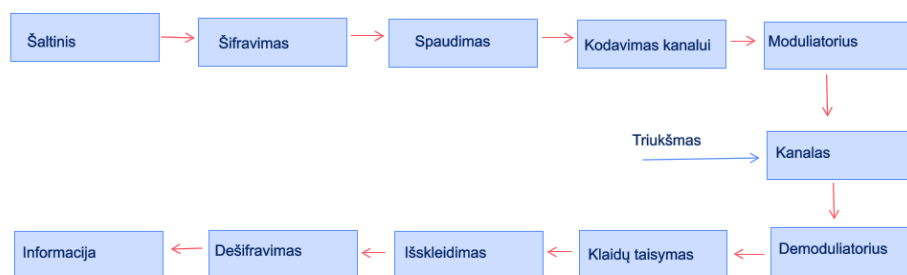 Šaltinis
Šifravimas
Spaudimas
Kodavimas kanalui
Moduliatorius
Triukšmas
Kanalas
Informacija
Dešifravimas
Išskleidimas
Klaidų taisymas
Demoduliatorius